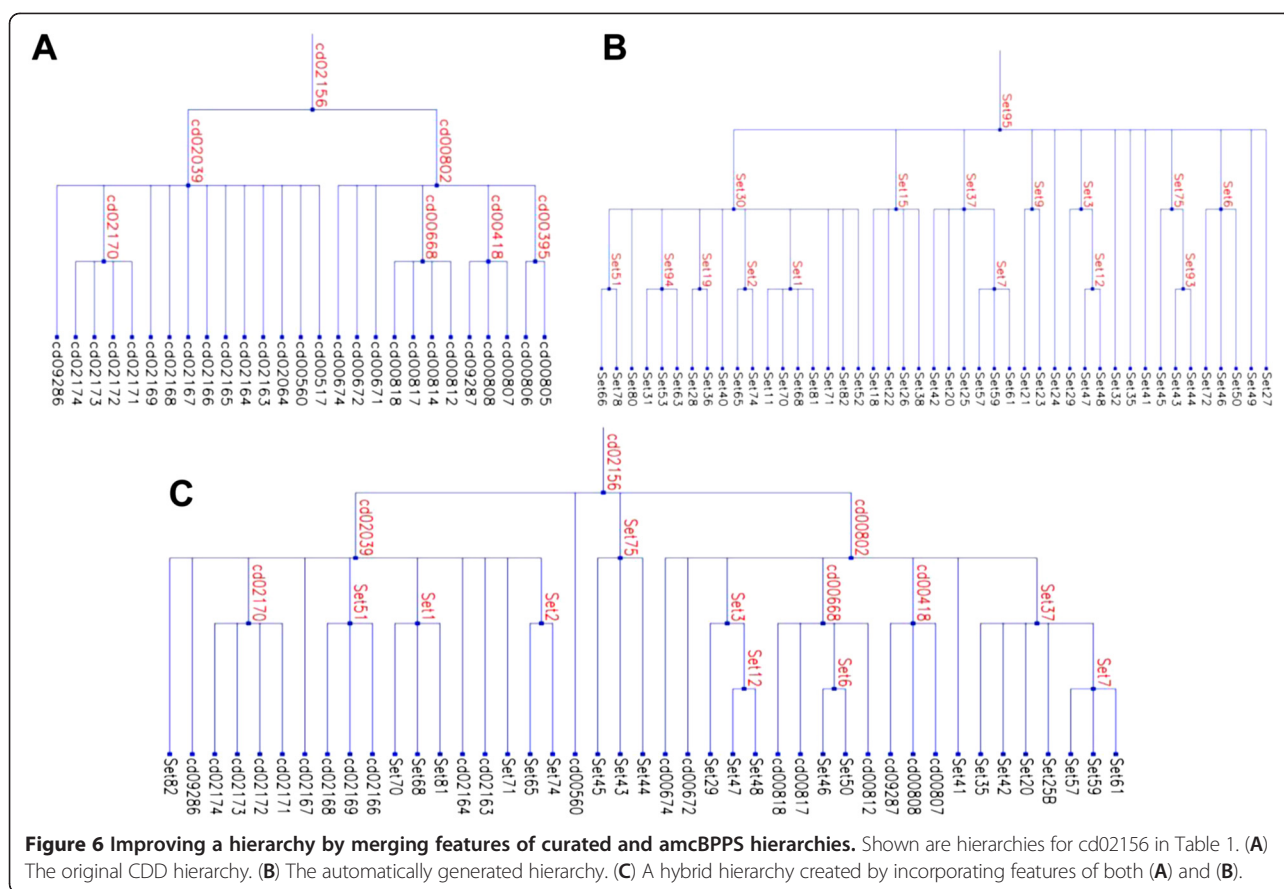 A
cd02156
cd02039
cd00802
cd02170
cd00668
cd00418
cd00395
cd09286
cd02174
cd02173
cd02172
cd02171
cd02169
cd02168
cd02167
cd02166
cd02165
cd02164
cd02163
cd02064
cd00560
cd00517
cd00674
cd00672
cd00671
cd00818
cd00817
cd00814
cd00812
cd09287
cd00808
cd00807
cd00806
cd00805
B
Set95
Set30
Set15
Set37
Set9
Set3
Set75
Set6
Set51
Set94
Set19
Set2
Set1
Set7
Set12
Set93
Set66
Set78
Set80
Set31
Set53
Set63
Set28
Set36
Set40
Set65
Set74
Set11
Set70
Set68
Set81
Set71
Set82
Set52
Set18
Set22
Set26
Set38
Set42
Set20
Set25
Set57
Set59
Set61
Set21
Set23
Set24
Set29
Set47
Set48
Set32
Set35
Set41
Set45
Set43
Set44
Set72
Set46
Set50
Set49
Set27
C
cd02156
cd02039
Set75
cd00802
cd02170
Set51
Set1
Set2
Set3
cd00668
cd00418
Set37
Set12
Set6
Set7
Set82
cd09286
cd02174
cd02173
cd02172
cd02171
cd02167
cd02168
cd02169
cd02166
Set70
Set68
Set81
cd02164
cd02163
Set71
Set65
Set74
cd00560
Set45
Set43
Set44
cd00674
cd00672
Set29
Set47
Set48
cd00818
cd00817
Set46
Set50
cd00812
cd09287
cd00808
cd00807
Set41
Set35
Set42
Set20
Set25B
Set57
Set59
Set61
Figure 6 Improving a hierarchy by merging features of curated and amcBPPS hierarchies. Shown are hierarchies for cd02156 in Table 1. (A)
The original CDD hierarchy. (B) The automatically generated hierarchy. (C) A hybrid hierarchy created by incorporating features of both (A) and (B).